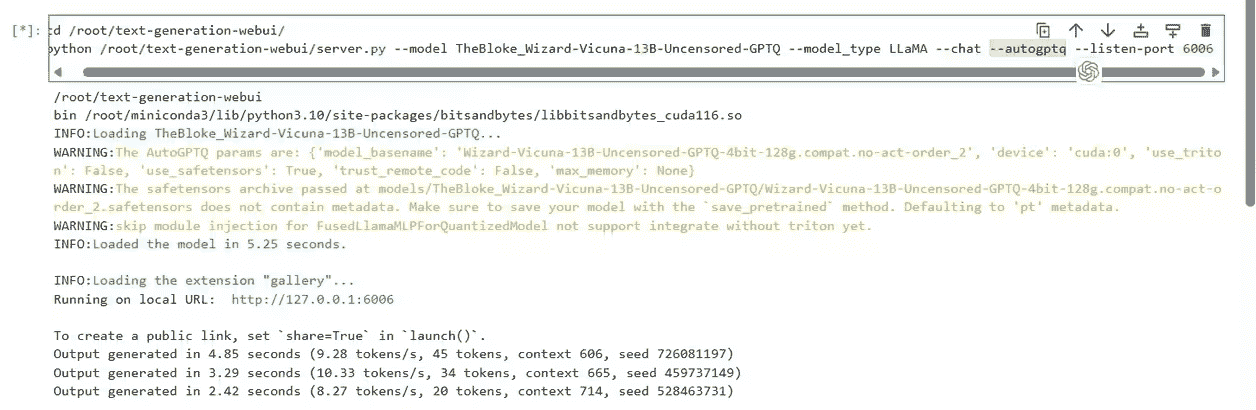 [*]: cd /root/text-generation-webui/
python /root/text-generation-webui/server.py --model TheBloke_Wizard-Vicuna-13B-Uncensored-GPTQ --model_type LLaMA --chat --autogptq --listen-port 6006
/root/text-generation-webui
bin /root/miniconda3/lib/python3.10/site-packages/bitsandbytes/libbitsandbytes_cuda116.so
INFO:Loading TheBloke_Wizard-Vicuna-13B-Uncensored-GPTQ...
WARNING:The AutoGPTQ params are: {'model_basename': 'Wizard-Vicuna-13B-Uncensored-GPTQ-4bit-128g.compat.no-act-order_2', 'device': 'cuda:0', 'use_trito
n': False, 'use_safetensors': True, 'trust_remote_code': False, 'max_memory': None}
WARNING:The safetensors archive passed at models/TheBloke_Wizard-Vicuna-13B-Uncensored-GPTQ/Wizard-Vicuna-13B-Uncensored-GPTQ-4bit-128g.compat.no-act-o
rder_2.safetensors does not contain metadata. Make sure to save your model with the `save_pretrained` method. Defaulting to 'pt' metadata.
WARNING:skip module injection for FusedLlamaMLPForQuantizedModel not support integrate without triton yet.
INFO:Loaded the model in 5.25 seconds.
INFO:Loading the extension "gallery"...
Running on local URL:  http://127.0.0.1:6006
To create a public link, set `share=True` in `launch()`.
Output generated in 4.85 seconds (9.28 tokens/s, 45 tokens, context 606, seed 726081197)
Output generated in 3.29 seconds (10.33 tokens/s, 34 tokens, context 665, seed 459737149)
Output generated in 2.42 seconds (8.27 tokens/s, 20 tokens, context 714, seed 528463731)